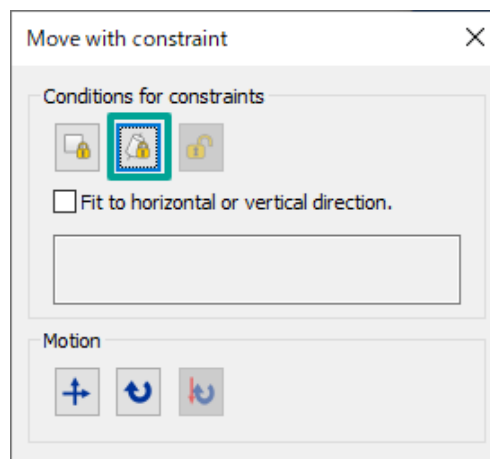 Move with constraint
Conditions for constraints
Fit to horizontal or vertical direction.
Motion